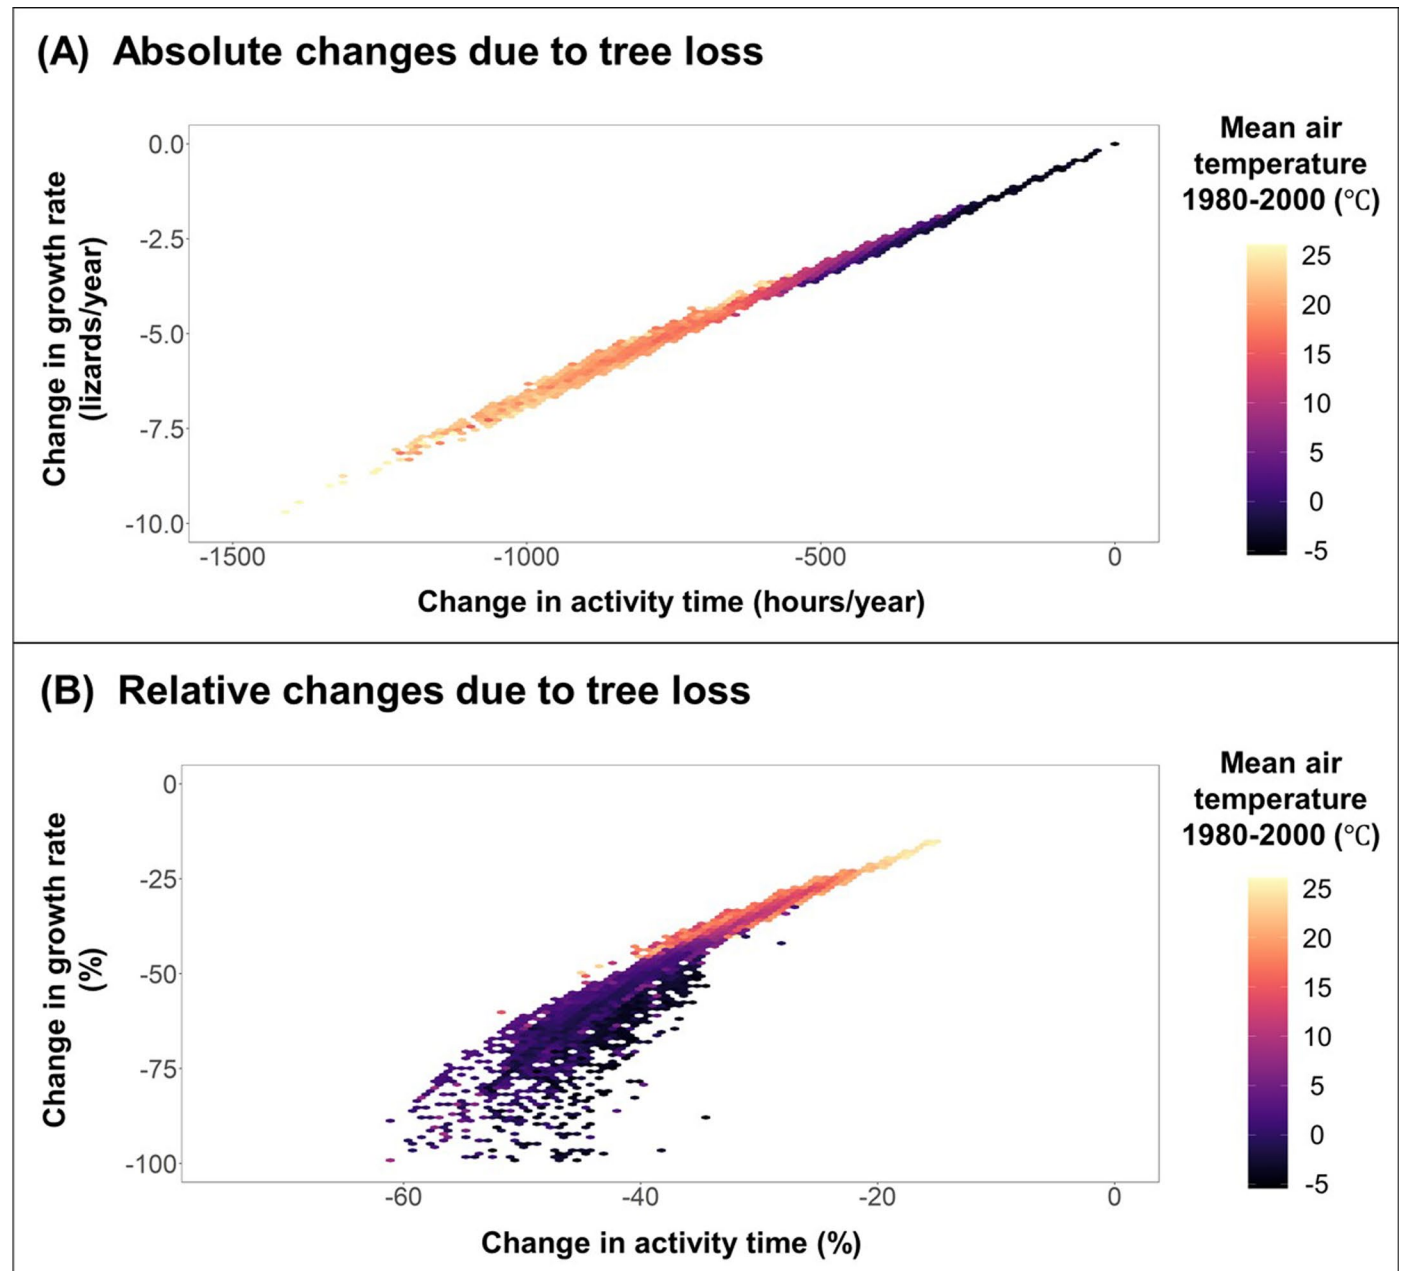 (A) Absolute changes due to tree loss
Change in growth rate
(lizards/year)
0.0
-2.5
-5.0
-7.5
-10.0
-1500
-1000
-500
0
Change in activity time (hours/year)
Mean air
temperature
1980-2000 (°C)
25
20
15
10
5
0
-5
(B) Relative changes due to tree loss
Change in growth rate
(%)
0
-25
-50
-75
-100
-60
-40
-20
0
Change in activity time (%)
Mean air
temperature
1980-2000 (°C)
25
20
15
10
5
0
-5